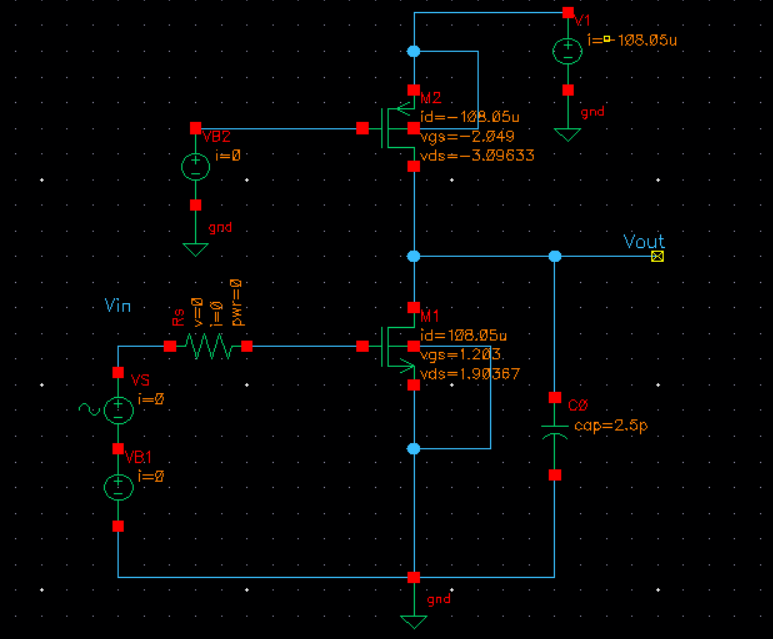 V1
i=-108.05u
gnd
M2
id=-108.05u
vgs=-2.049
vds=-3.09633
VB2
i=0
gnd
Vout
Vin
Rs
v=0
i=0
pwr=0
M1
id=108.05u
vgs=1.203
vds=1.90367
VS
i=0
C0
cap=2.5p
VB1
i=0
gnd